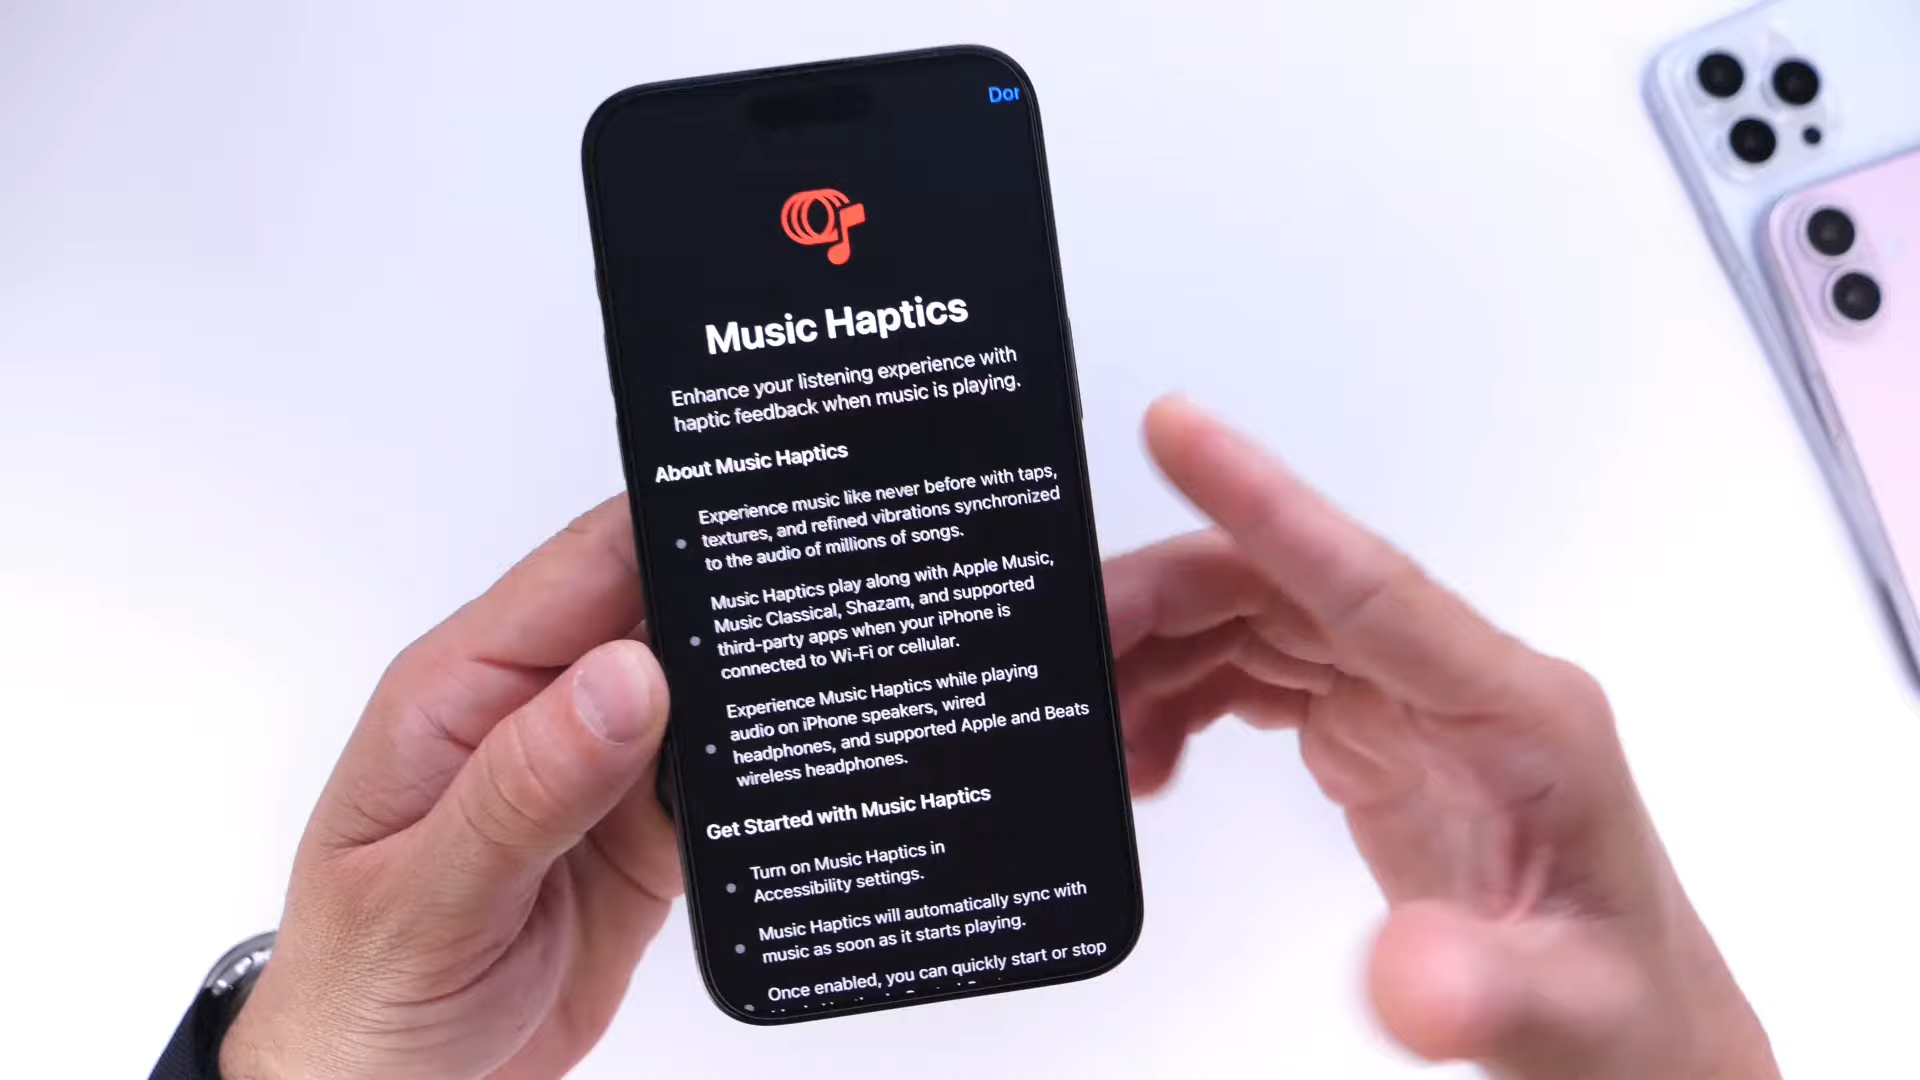 Dor
Music Haptics
Enhance your listening experience with
haptic feedback when music is playing.
About Music Haptics
Experience music like never before with taps,
textures, and refined vibrations synchronized
to the audio of millions of songs.
Music Haptics play along with Apple Music,
Music Classical, Shazam, and supported
third-party apps when your iPhone is
connected to Wi-Fi or cellular.
Experience Music Haptics while playing
audio on iPhone speakers, wired
headphones, and supported Apple and Beats
wireless headphones.
Get Started with Music Haptics
Turn on Music Haptics in
Accessibility settings.
Music Haptics will automatically sync with
music as soon as it starts playing.
Once enabled, you can quickly start or stop